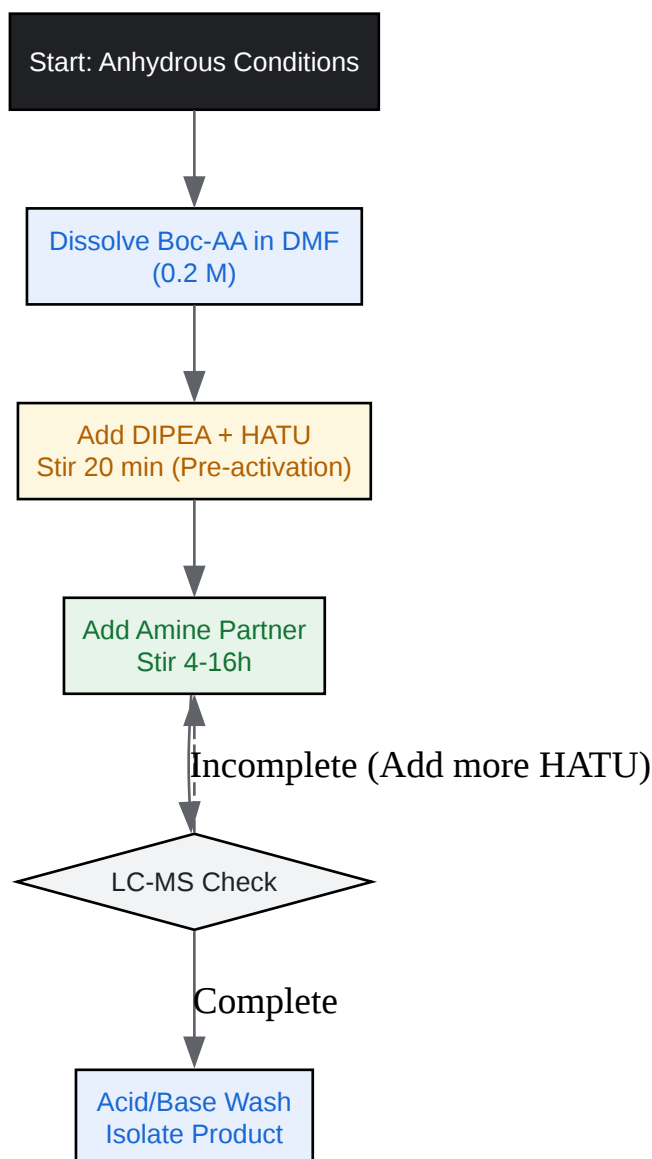 Start: Anhydrous Conditions
Dissolve Boc-AA in DMF
(0.2 M)
Add DIPEA + HATU
Stir 20 min (Pre-activation)
Add Amine Partner
Stir 4-16h
Incomplete (Add more HATU)
LC-MS Check
Complete
Acid/Base Wash
Isolate Product